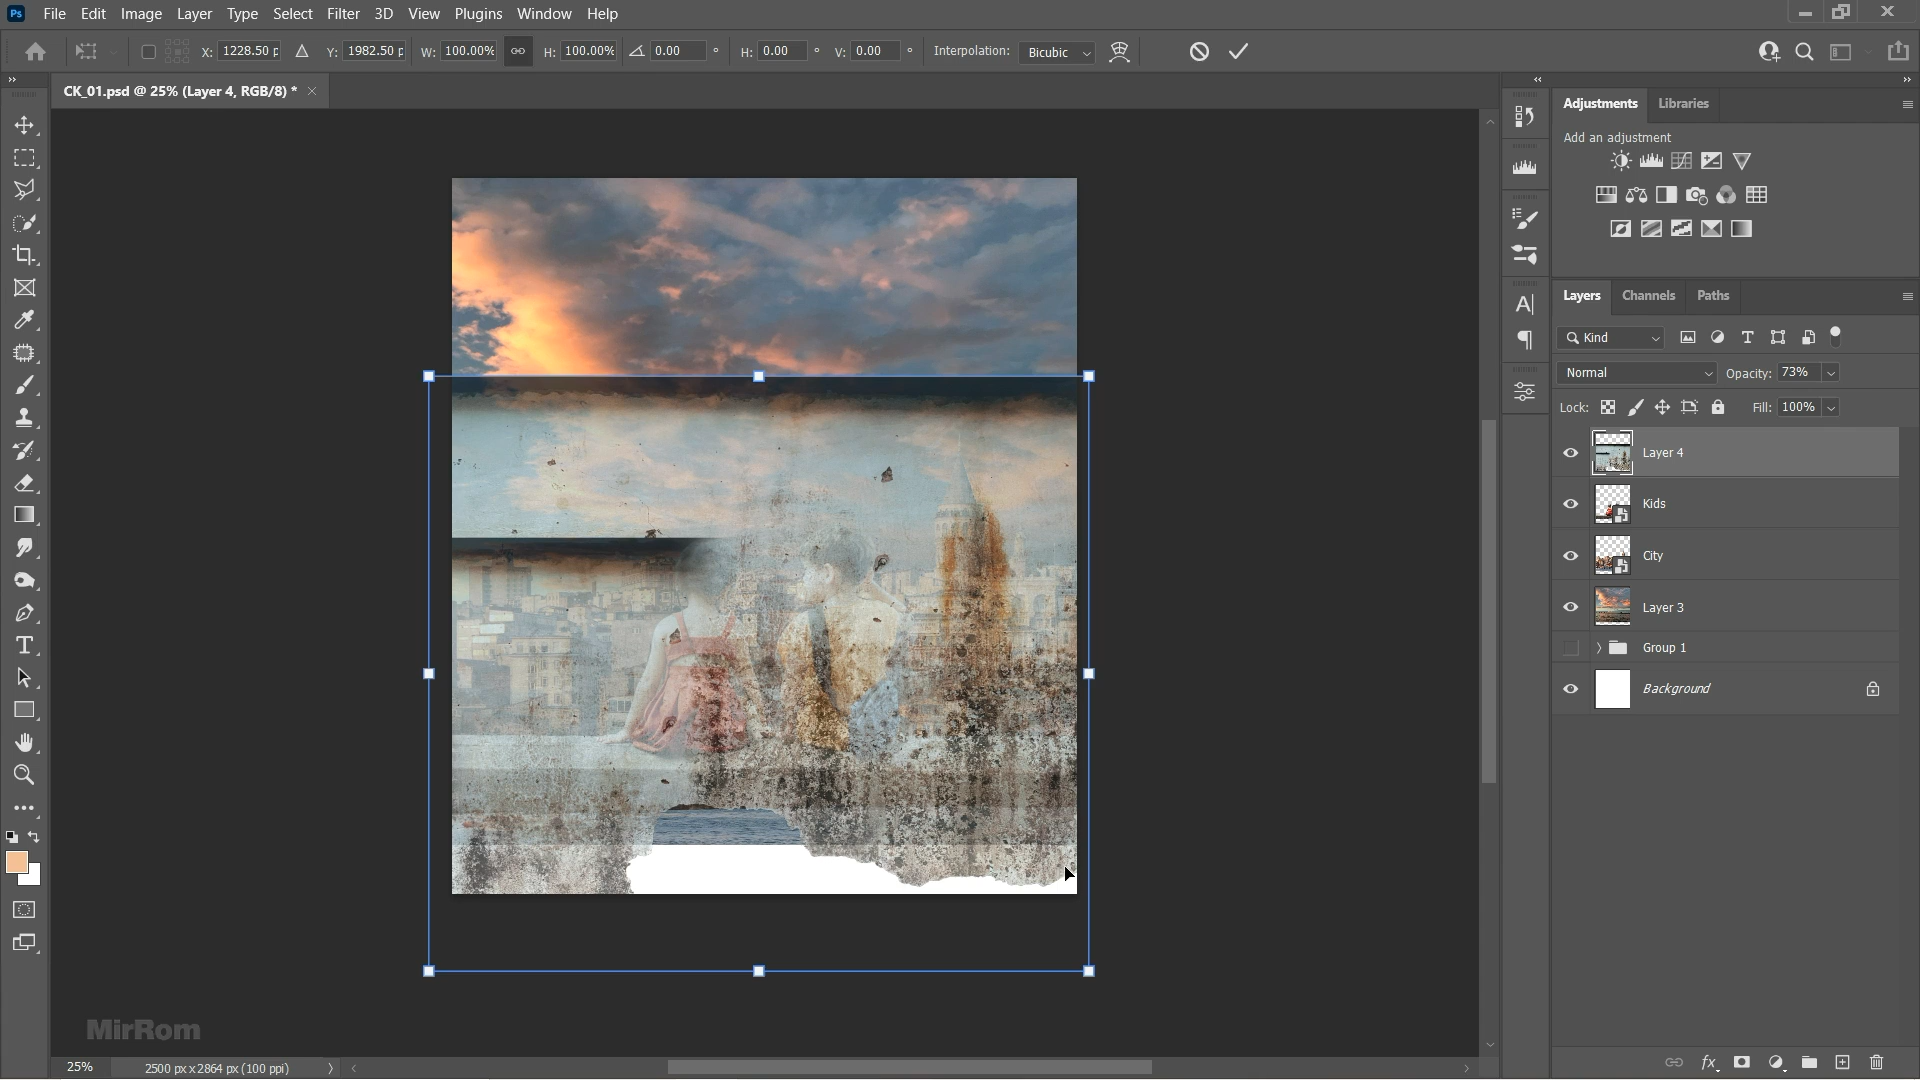 Ps File Edit Image Layer Type Select Filter 3D View Plugins Window Help
X: 1228.50 p Y: 1982.50 p W: 100.00% H: 100.00% 0.00 ° H: 0.00 ° V: 0.00 ° Interpolation: Bicubic
CK_01.psd @ 25% (Layer 4, RGB/8) *
Adjustments Libraries
Add an adjustment
Layers Channels Paths
Kind
Normal Opacity: 73%
Lock: Fill: 100%
Layer 4
Kids
City
Layer 3
Group 1
Background
MirRom
25% 2500 px x 2864 px (100 ppi)